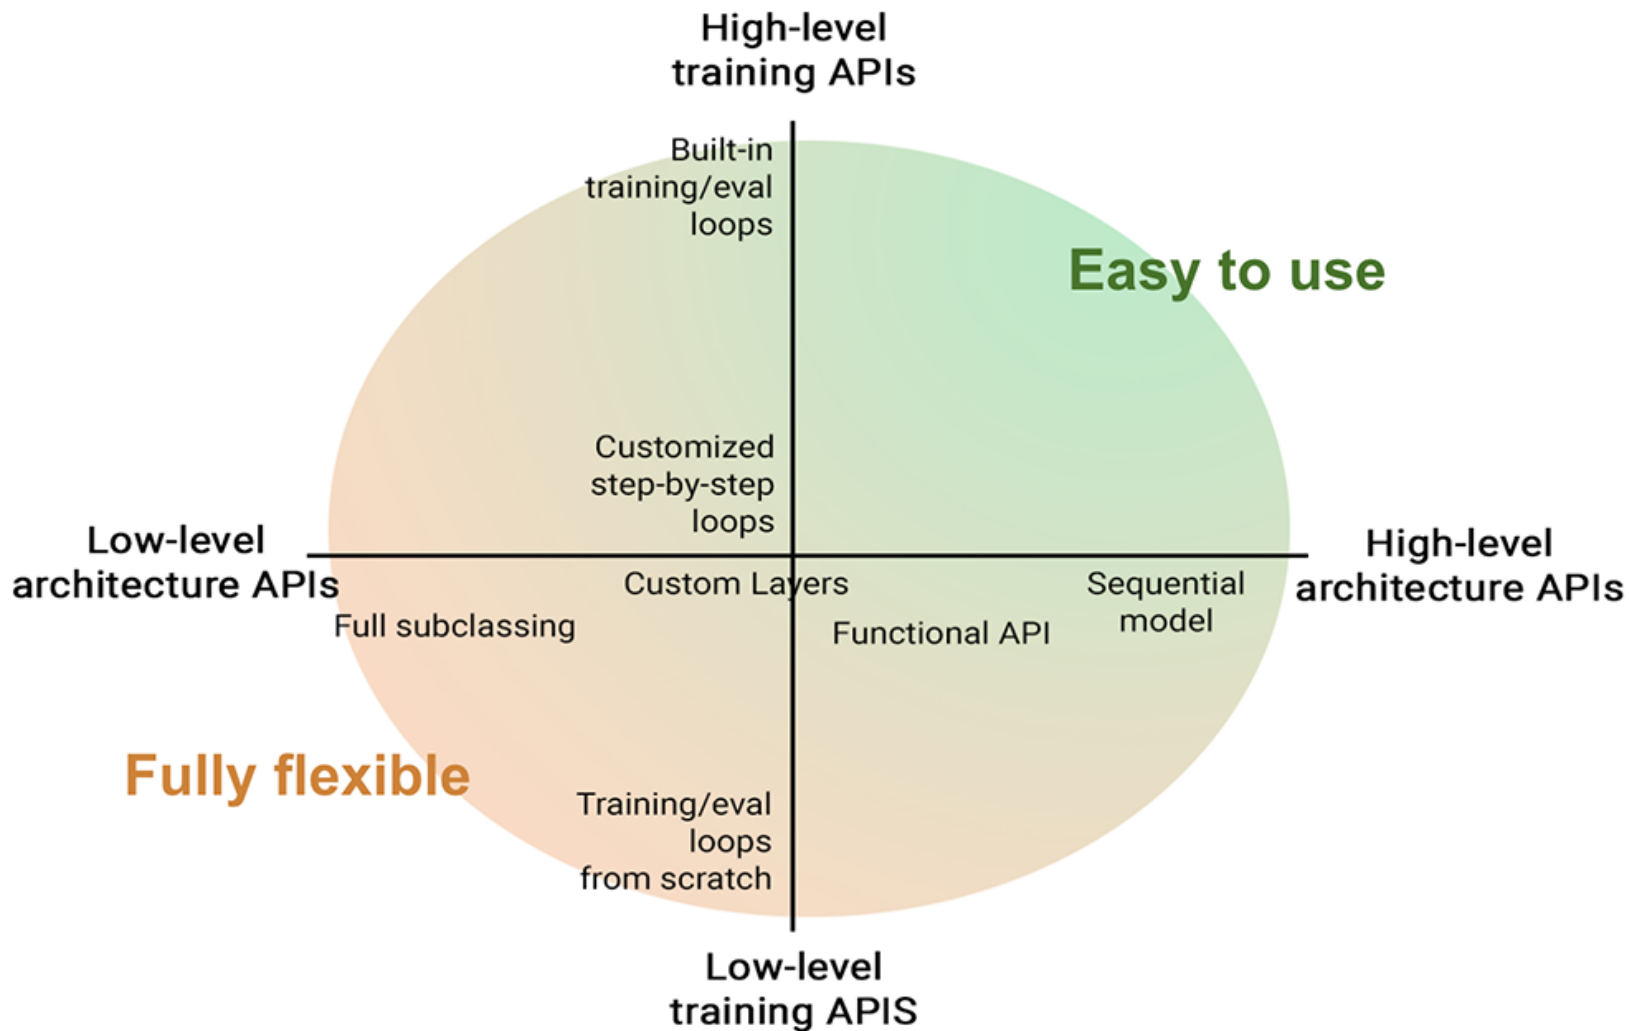 High-level
training APIs
Built-in
training/eval
loops
Easy to use
Customized
step-by-step
loops
Low-level
architecture APIs
High-level
architecture APIs
Custom Layers
Sequential
model
Full subclassing
Functional API
Fully flexible
Training/eval
loops
from scratch
Low-level
training APIS